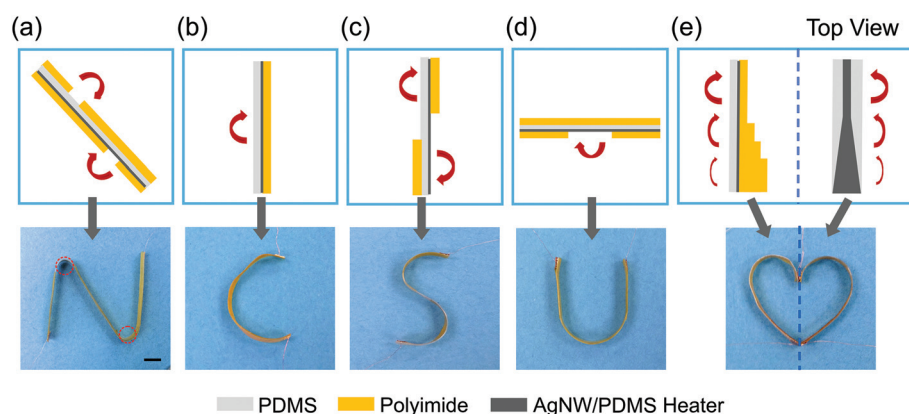 (a)
(b)
(c)
(d)
(e)
Top View
PDMS
Polyimide
AgNW/PDMS Heater